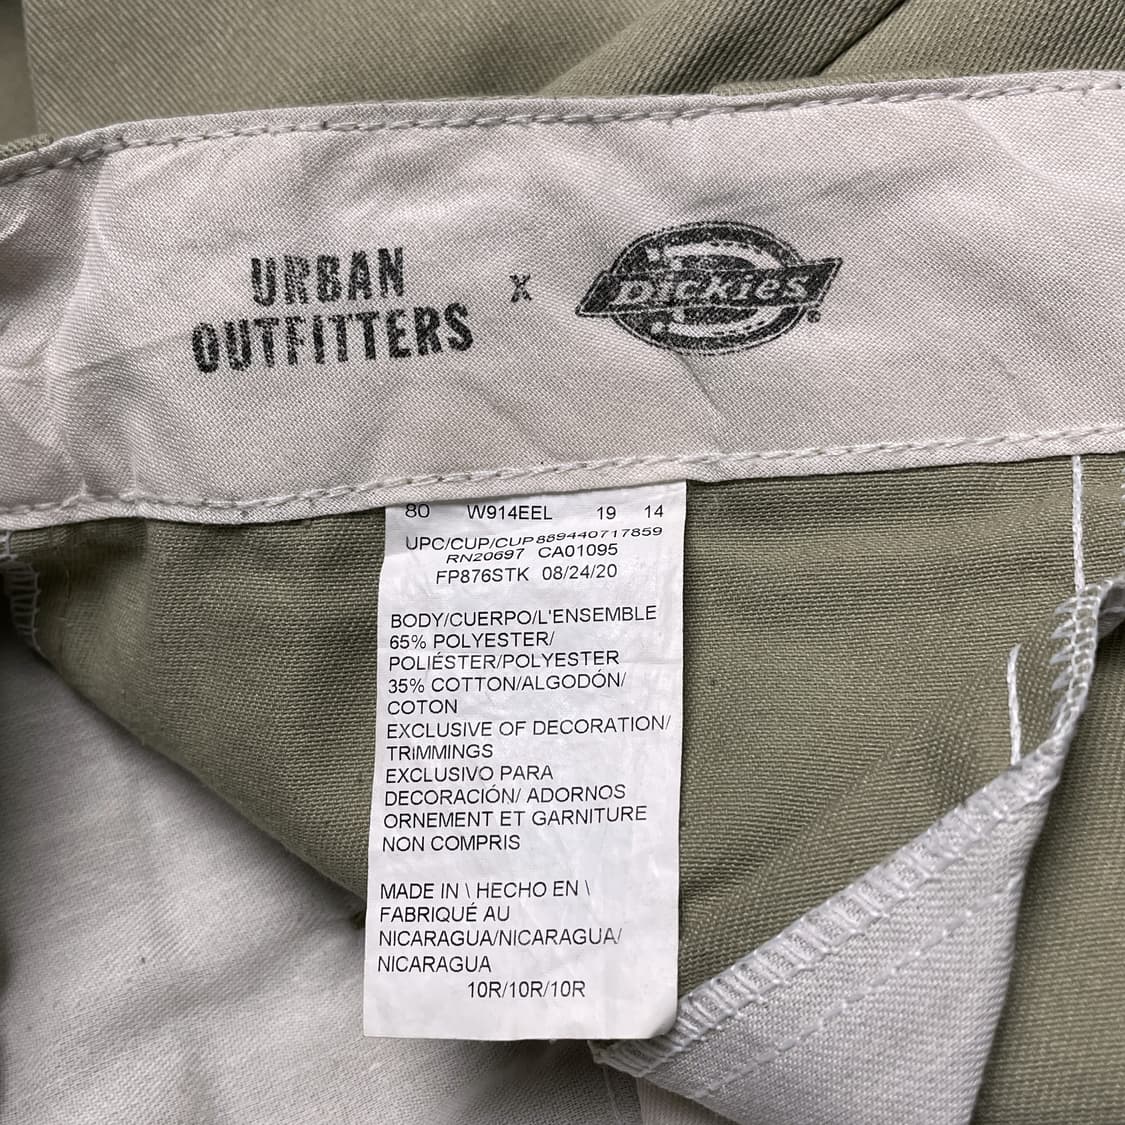 URBAN
OUTFITTERS
x
Dickies®
80 W914EEL 19 14
UPC/CUP/CUP889440717859
RN20697 CA01095
FP876STK 08/24/20
BODY/CUERPO/L'ENSEMBLE
65% POLYESTER/
POLIÉSTER/POLYESTER
35% COTTON/ALGODÓN/
COTON
EXCLUSIVE OF DECORATION/
TRIMMINGS
EXCLUSIVO PARA
DECORACIÓN/ ADORNOS
ORNEMENT ET GARNITURE
NON COMPRIS
MADE IN \ HECHO EN \
FABRIQUÉ AU
NICARAGUA/NICARAGUA/
NICARAGUA
10R/10R/10R